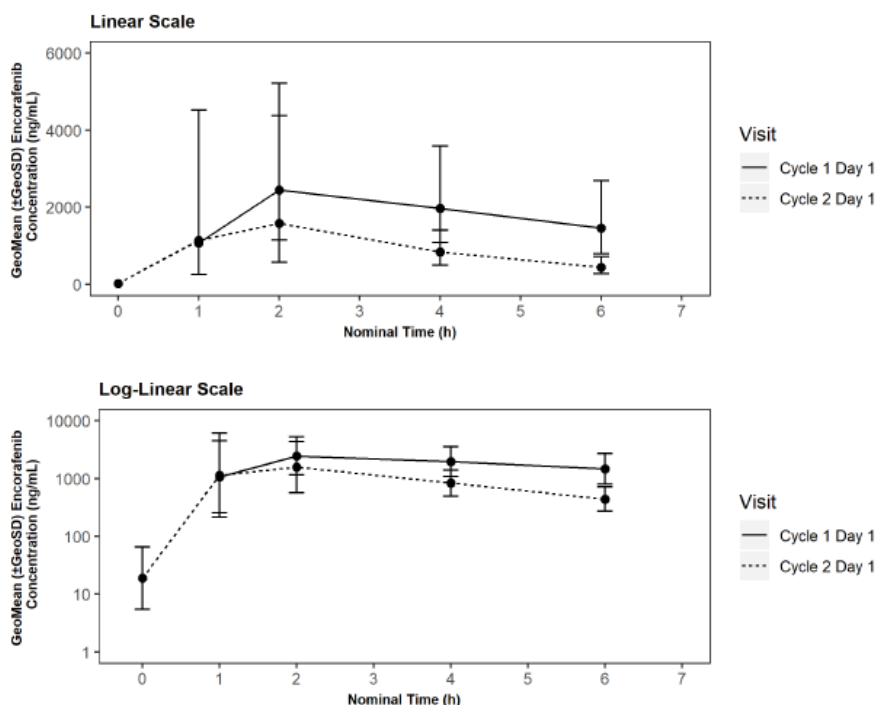 Linear Scale
GeoMean (±GeoSD) Encorafenib
Concentration (ng/mL)
6000
4000
2000
0
0 1 2 3 4 5 6 7
Nominal Time (h)
Visit
Cycle 1 Day 1
Cycle 2 Day 1
Log-Linear Scale
GeoMean (±GeoSD) Encorafenib
Concentration (ng/mL)
10000
1000
100
10
1
0 1 2 3 4 5 6 7
Nominal Time (h)
Visit
Cycle 1 Day 1
Cycle 2 Day 1